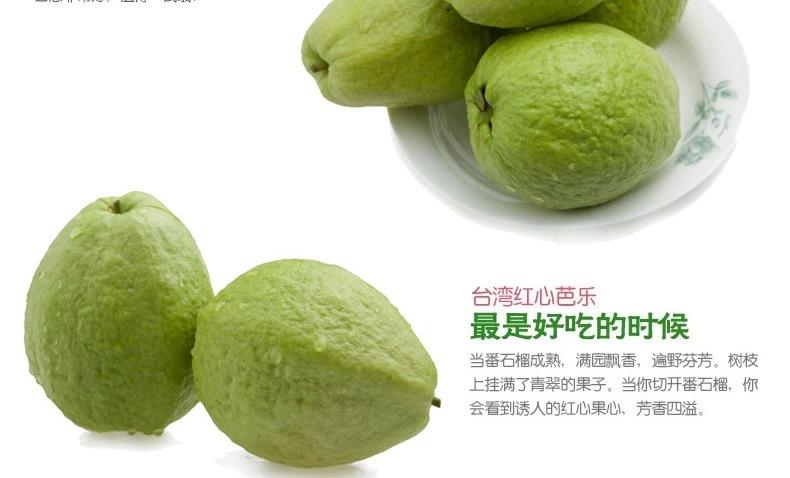 台湾红心芭乐
最是好吃的时候
当番石榴成熟，满园飘香，遍野芬芳。树枝
上挂满了青翠的果子。当你切开番石榴，你
会看到诱人的红心果心，芳香四溢。